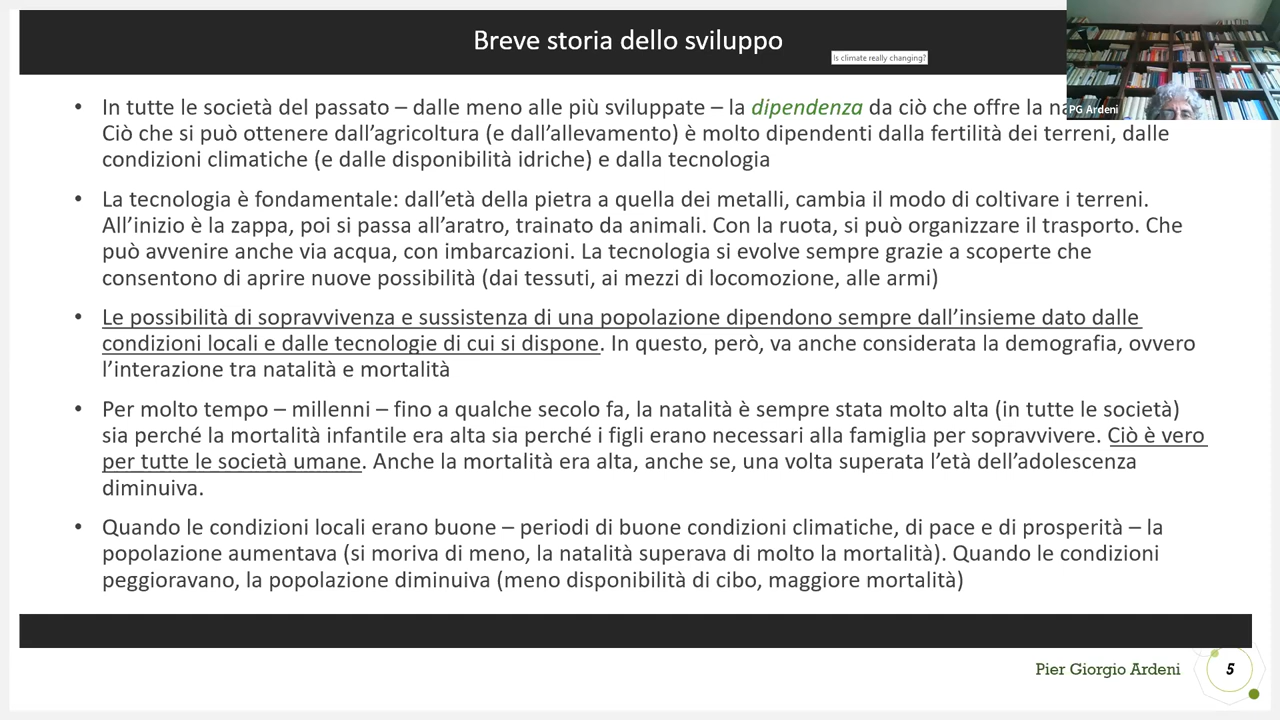 Breve storia dello sviluppo
Is climate really changing?
PG Ardeni
• In tutte le società del passato – dalle meno alle più sviluppate – la dipendenza da ciò che offre la
Ciò che si può ottenere dall’agricoltura (e dall’allevamento) è molto dipendenti dalla fertilità dei terreni, dalle
condizioni climatiche (e dalle disponibilità idriche) e dalla tecnologia
• La tecnologia è fondamentale: dall’età della pietra a quella dei metalli, cambia il modo di coltivare i terreni.
All’inizio è la zappa, poi si passa all’aratro, trainato da animali. Con la ruota, si può organizzare il trasporto. Che
può avvenire anche via acqua, con imbarcazioni. La tecnologia si evolve sempre grazie a scoperte che
consentono di aprire nuove possibilità (dai tessuti, ai mezzi di locomozione, alle armi)
• Le possibilità di sopravvivenza e sussistenza di una popolazione dipendono sempre dall’insieme dato dalle
condizioni locali e dalle tecnologie di cui si dispone. In questo, però, va anche considerata la demografia, ovvero
l’interazione tra natalità e mortalità
• Per molto tempo – millenni – fino a qualche secolo fa, la natalità è sempre stata molto alta (in tutte le società)
sia perché la mortalità infantile era alta sia perché i figli erano necessari alla famiglia per sopravvivere. Ciò è vero
per tutte le società umane. Anche la mortalità era alta, anche se, una volta superata l’età dell’adolescenza
diminuiva.
• Quando le condizioni locali erano buone – periodi di buone condizioni climatiche, di pace e di prosperità – la
popolazione aumentava (si moriva di meno, la natalità superava di molto la mortalità). Quando le condizioni
peggioravano, la popolazione diminuiva (meno disponibilità di cibo, maggiore mortalità)
Pier Giorgio Ardeni
5